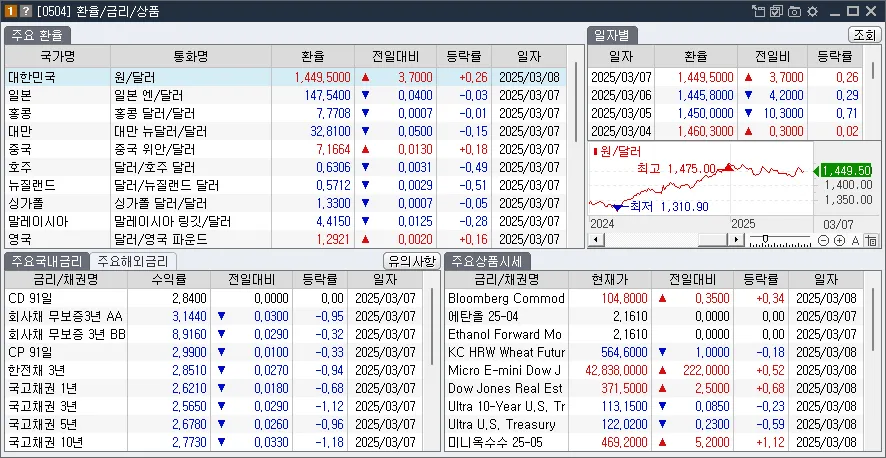 1 ? [0504] 환율/금리/상품
주요 환율
국가명 통화명 환율 전일대비 등락률 일자
대한민국 원/달러 1,449,5000 ▲ 3,7000 +0,26 2025/03/08
일본 일본 엔/달러 147,5400 ▼ 0,0400 -0,03 2025/03/07
홍콩 홍콩 달러/달러 7,7708 ▼ 0,0007 -0,01 2025/03/07
대만 대만 뉴달러/달러 32,8100 ▼ 0,0500 -0,15 2025/03/07
중국 중국 위안/달러 7,1664 ▲ 0,0130 +0,18 2025/03/07
호주 달러/호주 달러 0,6306 ▼ 0,0031 -0,49 2025/03/07
뉴질랜드 달러/뉴질랜드 달러 0,5712 ▼ 0,0029 -0,51 2025/03/07
싱가폴 싱가폴 달러/달러 1,3300 ▼ 0,0007 -0,05 2025/03/07
말레이시아 말레이시아 링깃/달러 4,4150 ▼ 0,0125 -0,28 2025/03/07
영국 달러/영국 파운드 1,2921 ▲ 0,0020 +0,16 2025/03/07
일자별 조회
일자 환율 전일비 등락률
2025/03/07 1,449,5000 ▲ 3,7000 0,26
2025/03/06 1,445,8000 ▼ 4,2000 0,29
2025/03/05 1,450,0000 ▼ 10,3000 0,71
2025/03/04 1,460,3000 ▲ 0,3000 0,02
원/달러
최고 1,475.00
1,449.50
1,400.00
1,350.00
최저 1,310.90
2024 2025 03/07
0 A
주요국내금리 주요해외금리 유의사항
금리/채권명 수익률 전일대비 등락률 일자
CD 91일 2,8400 0,0000 0,00 2025/03/07
회사채 무보증3년 AA 3,1440 ▼ 0,0300 -0,95 2025/03/07
회사채 무보증 3년 BB 8,9160 ▼ 0,0290 -0,32 2025/03/07
CP 91일 2,9900 ▼ 0,0100 -0,33 2025/03/07
한전채 3년 2,8510 ▼ 0,0270 -0,94 2025/03/07
국고채권 1년 2,6210 ▼ 0,0180 -0,68 2025/03/07
국고채권 3년 2,5650 ▼ 0,0290 -1,12 2025/03/07
국고채권 5년 2,6780 ▼ 0,0260 -0,96 2025/03/07
국고채권 10년 2,7730 ▼ 0,0330 -1,18 2025/03/07
주요상품시세
금리/채권명 현재가 전일대비 등락률 일자
Bloomberg Commod 104,8000 ▲ 0,3500 +0,34 2025/03/08
에탄올 25-04 2,1610 0,0000 0,00 2025/03/08
Ethanol Forward Mo 2,1610 0,0000 0,00 2025/03/08
KC HRW Wheat Futur 564,6000 ▼ 1,0000 -0,18 2025/03/08
Micro E-mini Dow J 42,838,0000 ▲ 222,0000 +0,52 2025/03/08
Dow Jones Real Est 371,5000 ▲ 2,5000 +0,68 2025/03/08
Ultra 10-Year U,S, Tr 113,1500 ▼ 0,0850 -0,23 2025/03/08
Ultra U,S, Treasury 122,0200 ▼ 0,2300 -0,59 2025/03/08
미니옥수수 25-05 469,2000 ▲ 5,2000 +1,12 2025/03/08